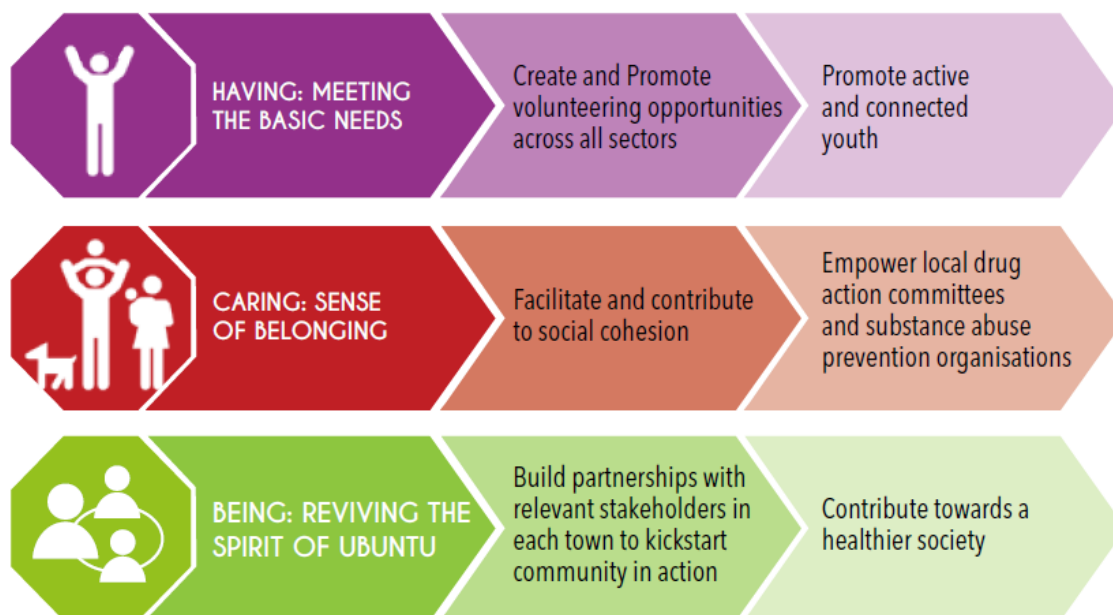 HAVING: MEETING
THE BASIC NEEDS
Create and Promote
volunteering opportunities
across all sectors
Promote active
and connected
youth
CARING: SENSE
OF BELONGING
Facilitate and contribute
to social cohesion
Empower local drug
action committees
and substance abuse
prevention organisations
BEING: REVIVING THE
SPIRIT OF UBUNTU
Build partnerships with
relevant stakeholders in
each town to kickstart
community in action
Contribute towards a
healthier society